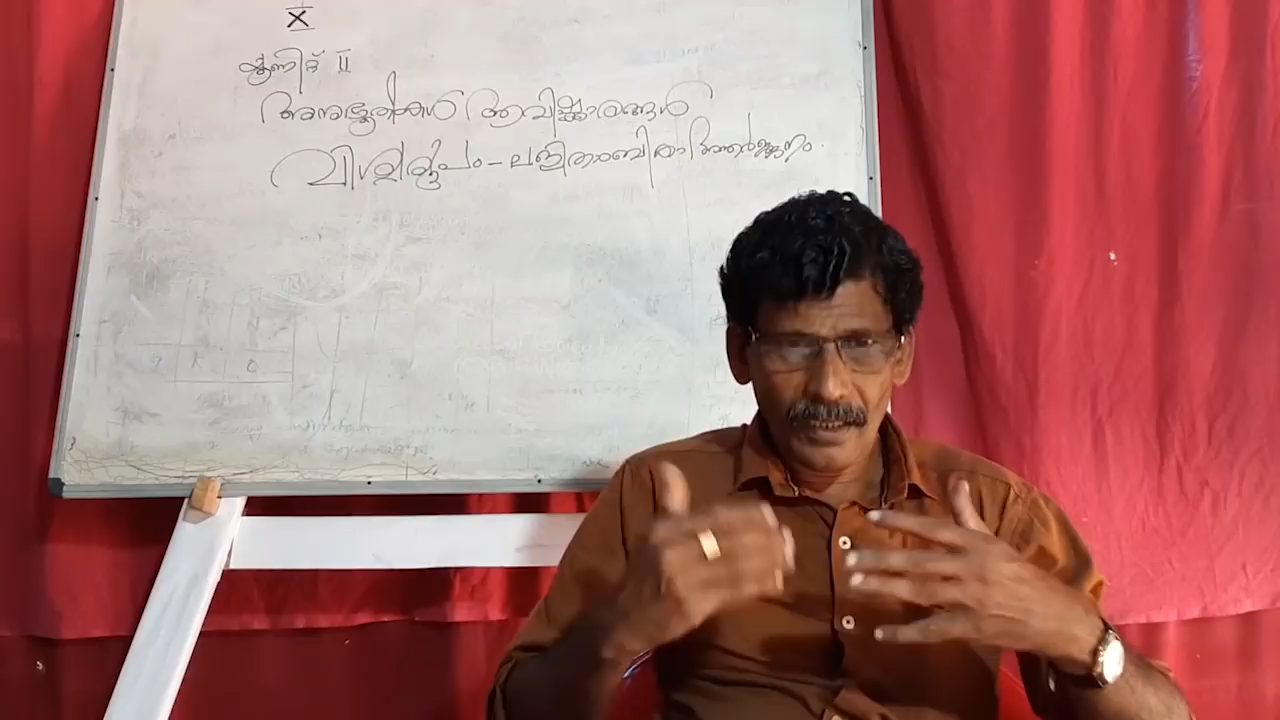 X
യൂണിറ്റ് II
അനുഭൂതികൾ ആവിഷ്കാരങ്ങൾ
വിശ്വരൂപം - ലളിതാംബികാ അന്തർജ്ജനം.